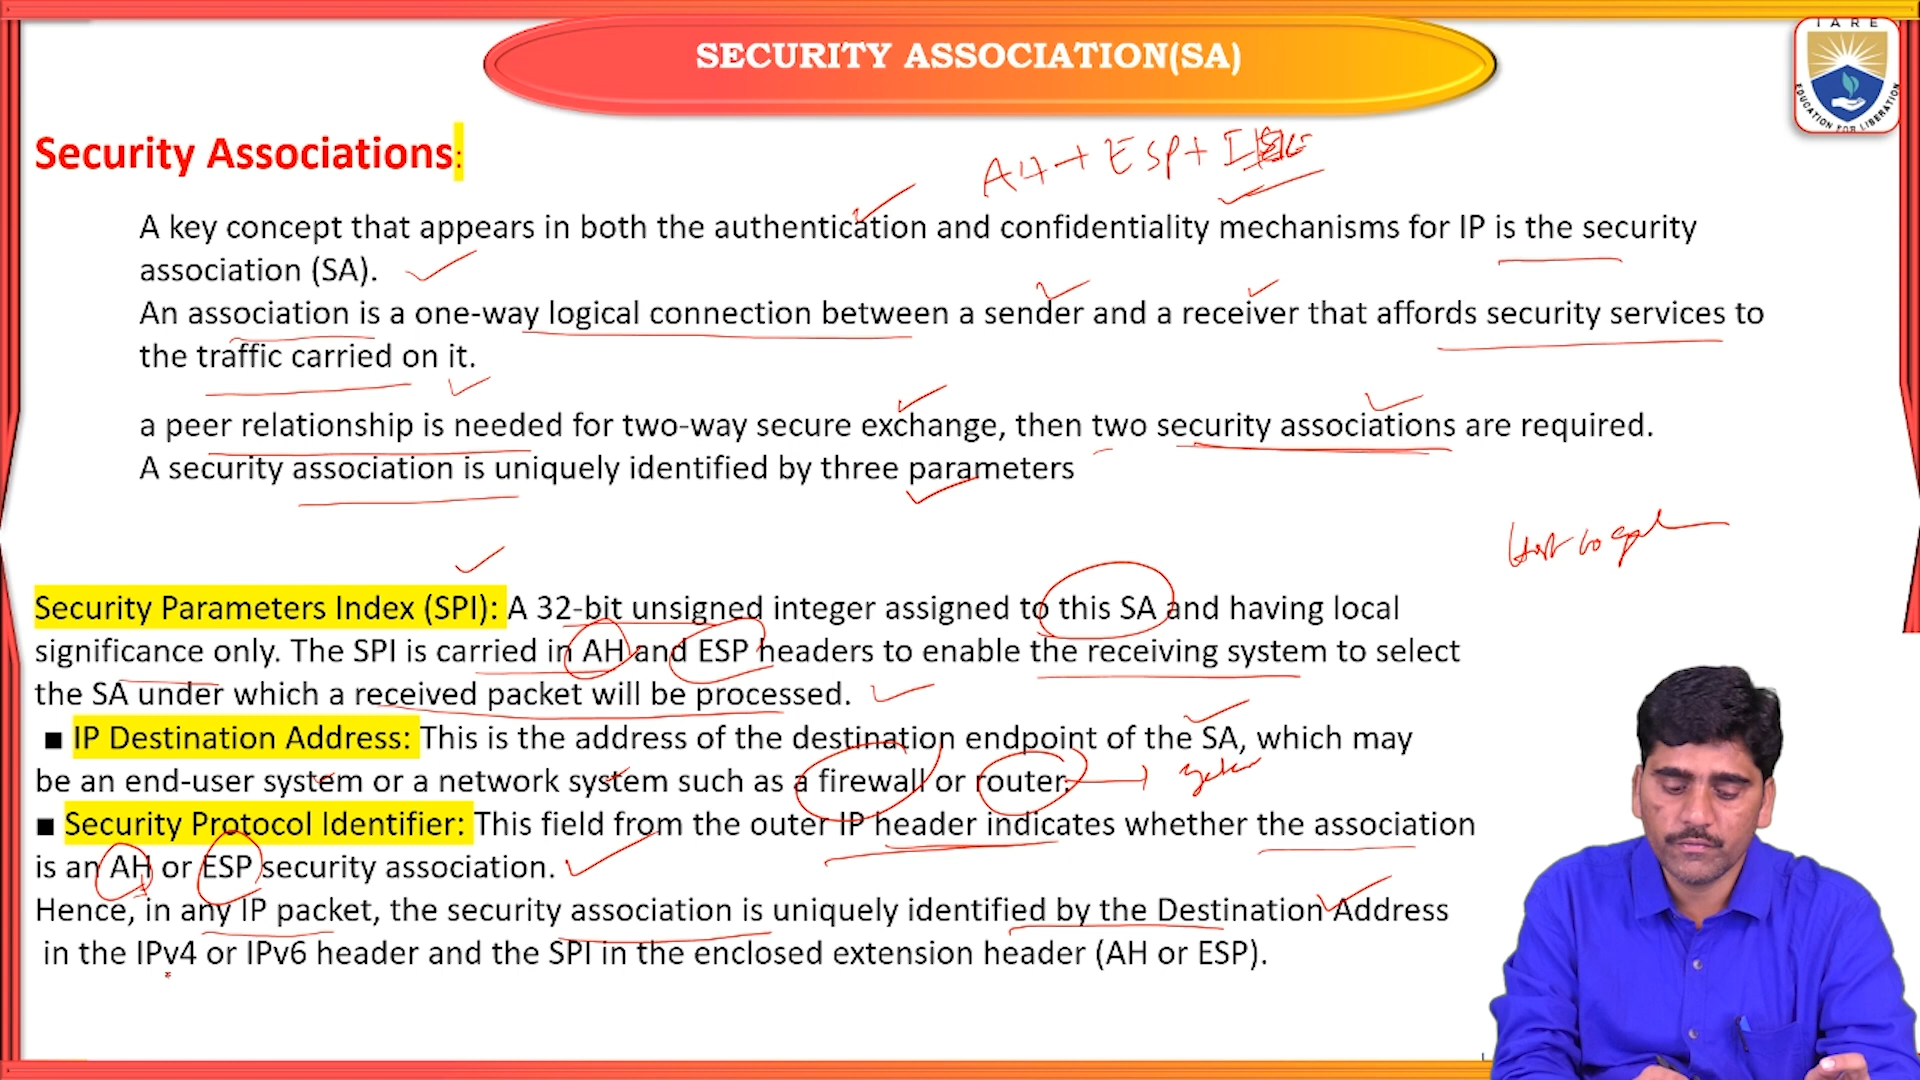 IARE
EDUCATION FOR LIBERATION
SECURITY ASSOCIATION(SA)
Security Associations:
AH + ESP +
A key concept that appears in both the authentication and confidentiality mechanisms for IP is the security
association (SA).
An association is a one-way logical connection between a sender and a receiver that affords security services to
the traffic carried on it.
a peer relationship is needed for two-way secure exchange, then two security associations are required.
A security association is uniquely identified by three parameters
Security Parameters Index (SPI): A 32-bit unsigned integer assigned to this SA and having local
significance only. The SPI is carried in AH and ESP headers to enable the receiving system to select
the SA under which a received packet will be processed.
■ IP Destination Address: This is the address of the destination endpoint of the SA, which may
be an end-user system or a network system such as a firewall or router.
■ Security Protocol Identifier: This field from the outer IP header indicates whether the association
is an AH or ESP security association.
Hence, in any IP packet, the security association is uniquely identified by the Destination Address
in the IPv4 or IPv6 header and the SPI in the enclosed extension header (AH or ESP).